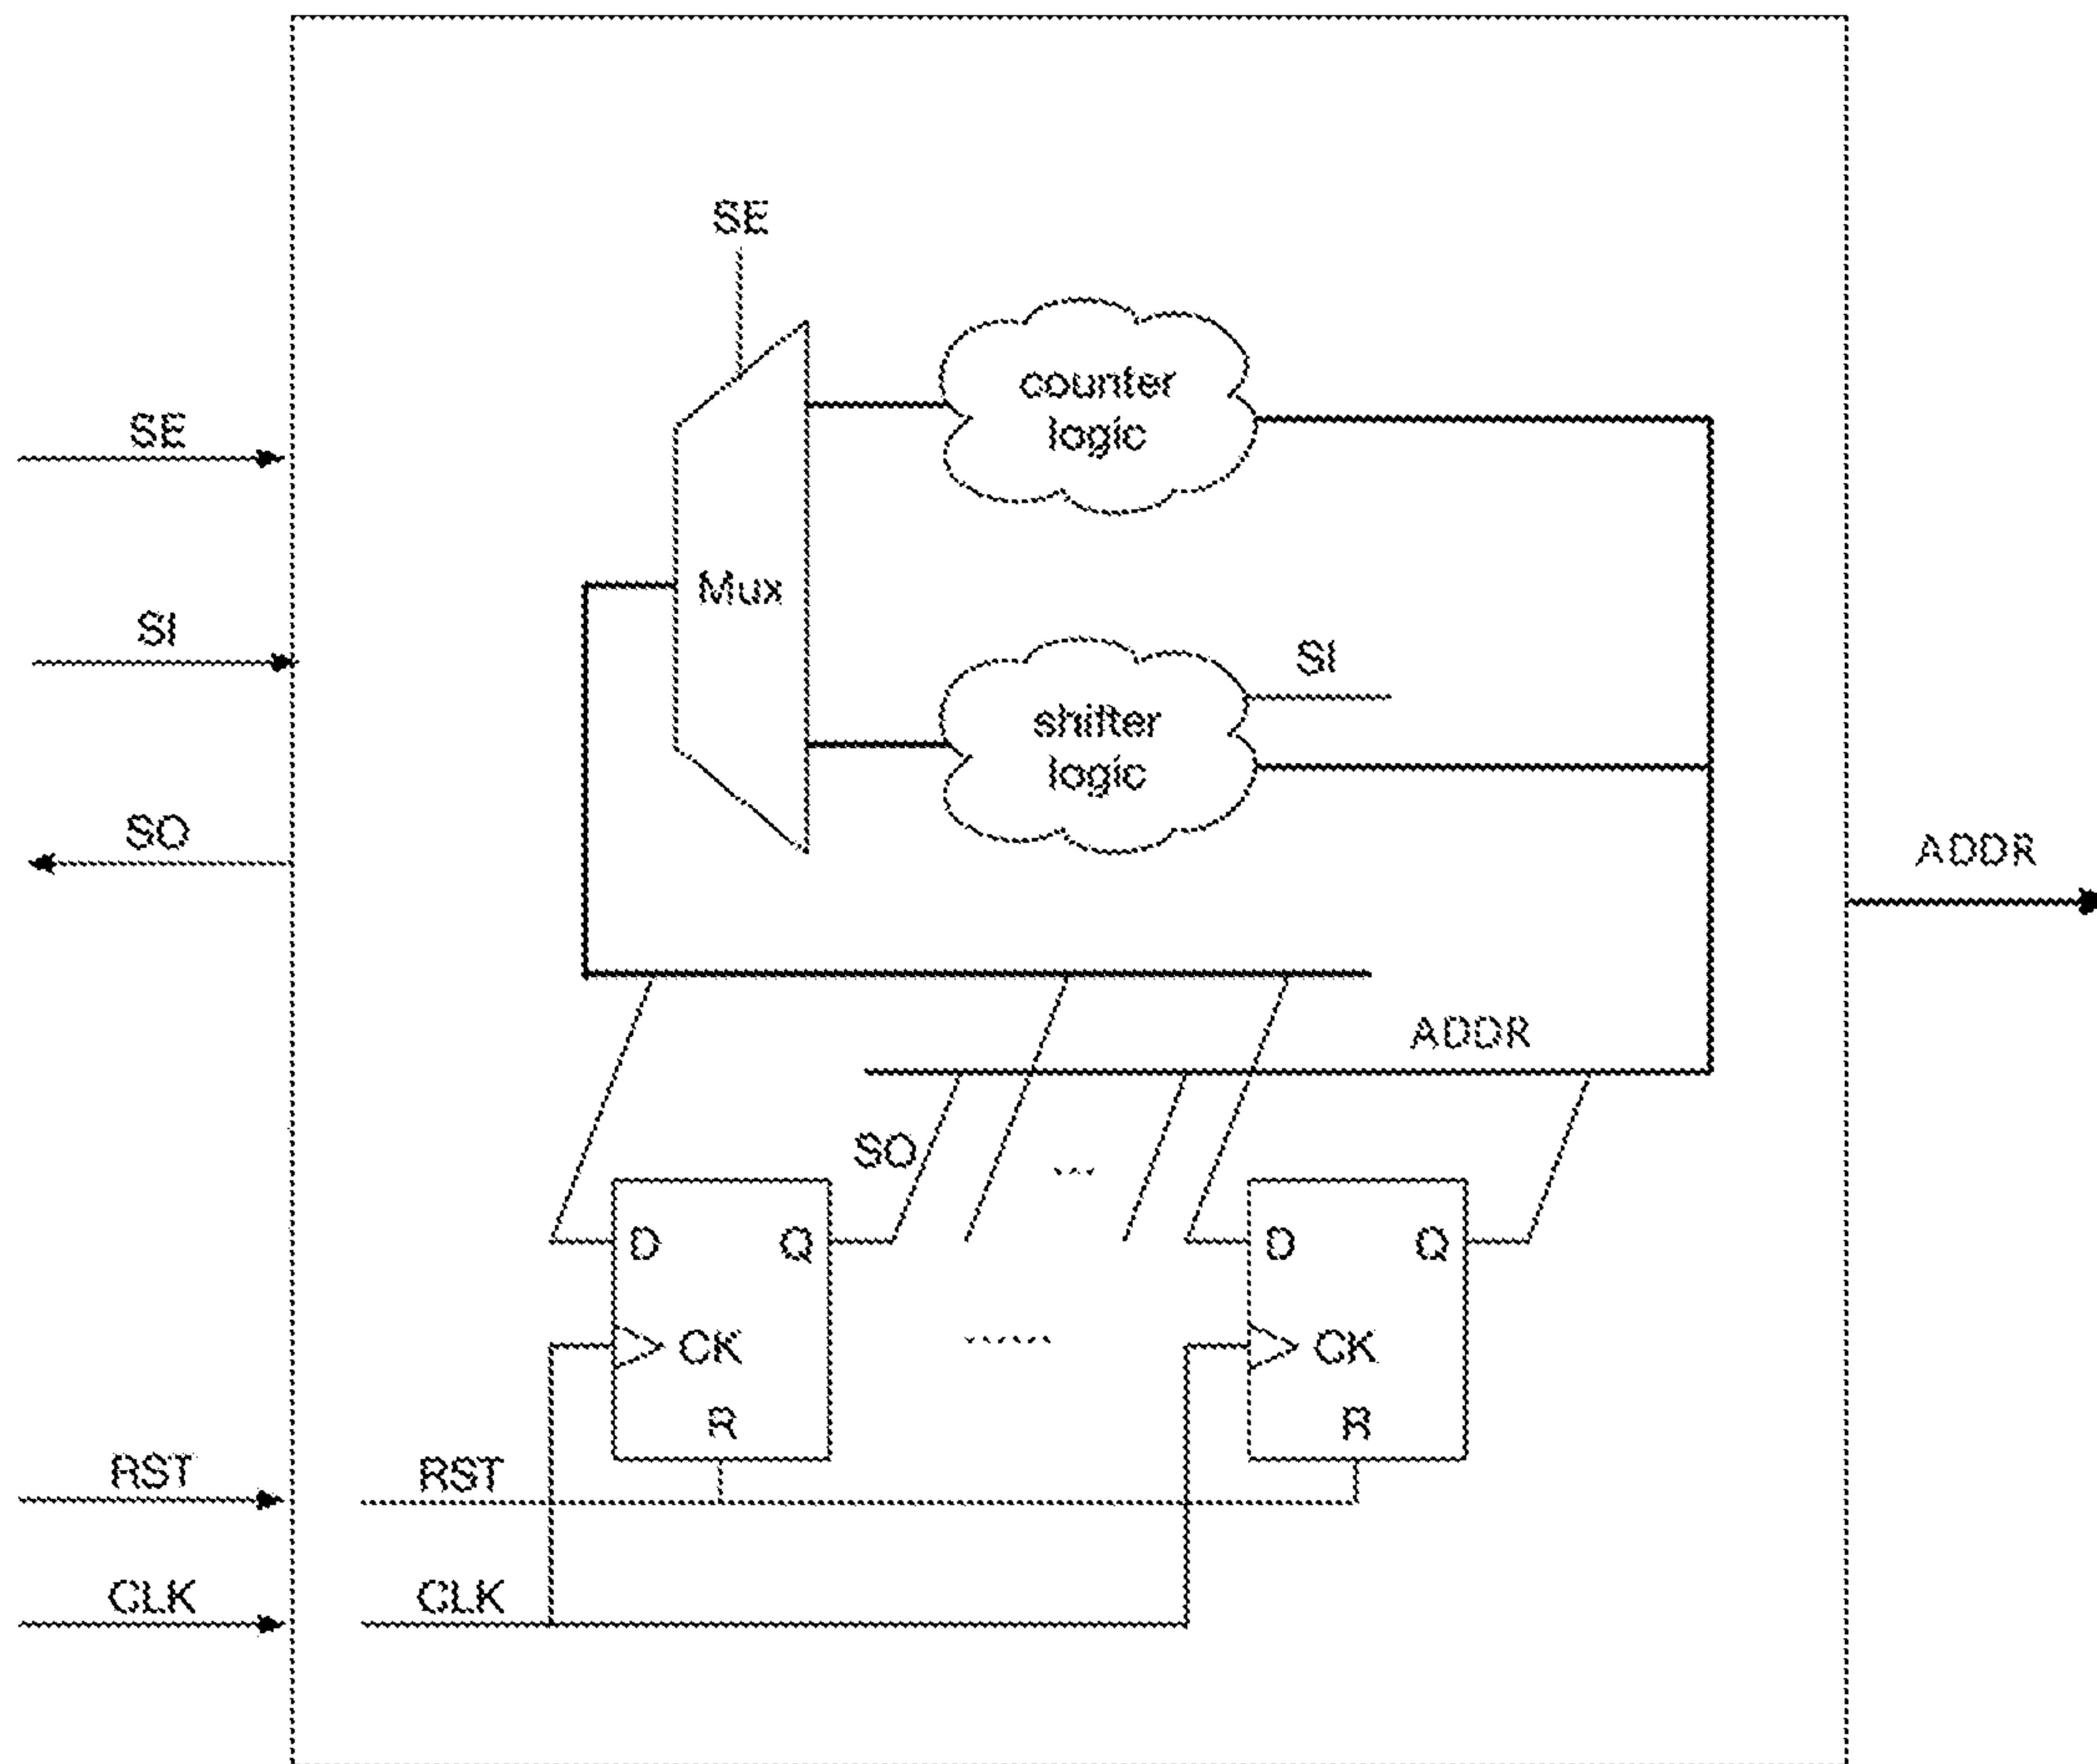 SE
counter
logic
SE
Mux
SI
SI
shifter
logic
SO
ADDR
ADDR
SO
...
D Q D Q
CK ..... CK
R R
RST RST
CLK CLK